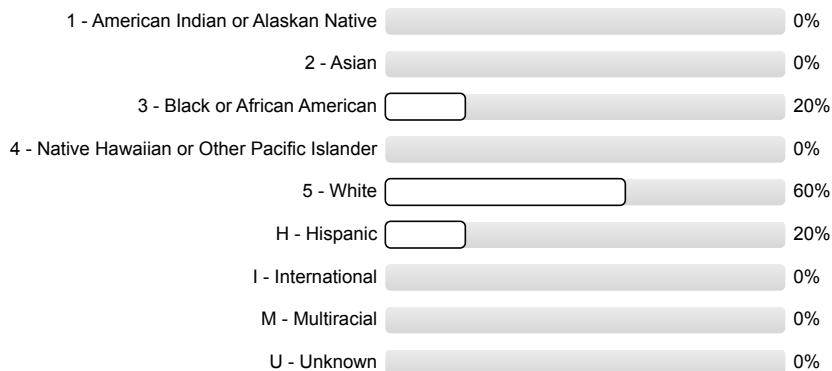 1 - American Indian or Alaskan Native 0%
2 - Asian 0%
3 - Black or African American 20%
4 - Native Hawaiian or Other Pacific Islander 0%
5 - White 60%
H - Hispanic 20%
I - International 0%
M - Multiracial 0%
U - Unknown 0%